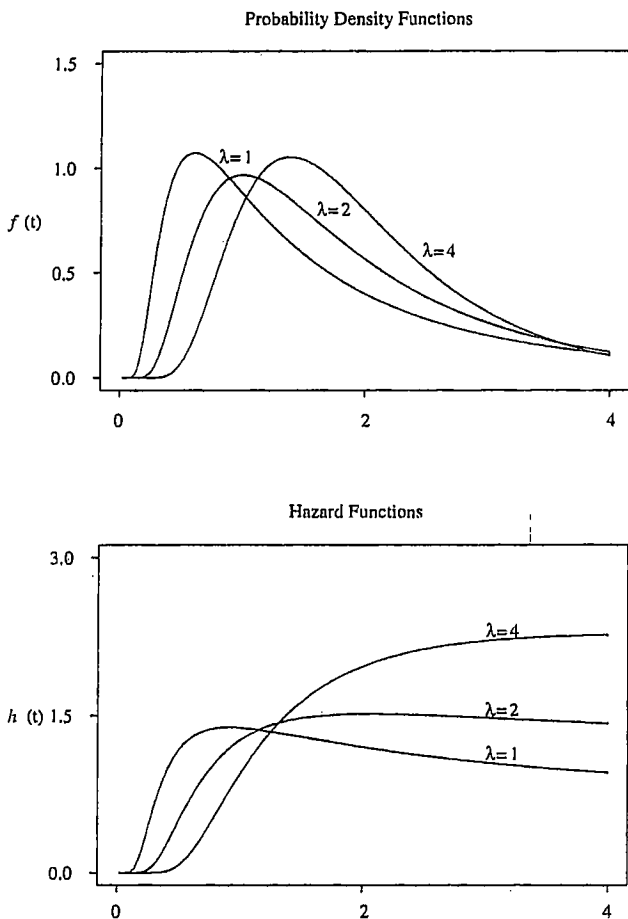 Probability Density Functions
1.5
1.0
0.5
0.0
f (t)
λ=1
λ=2
λ=4
0 2 4
Hazard Functions
3.0
1.5
0.0
h (t)
λ=4
λ=2
λ=1
0 2 4